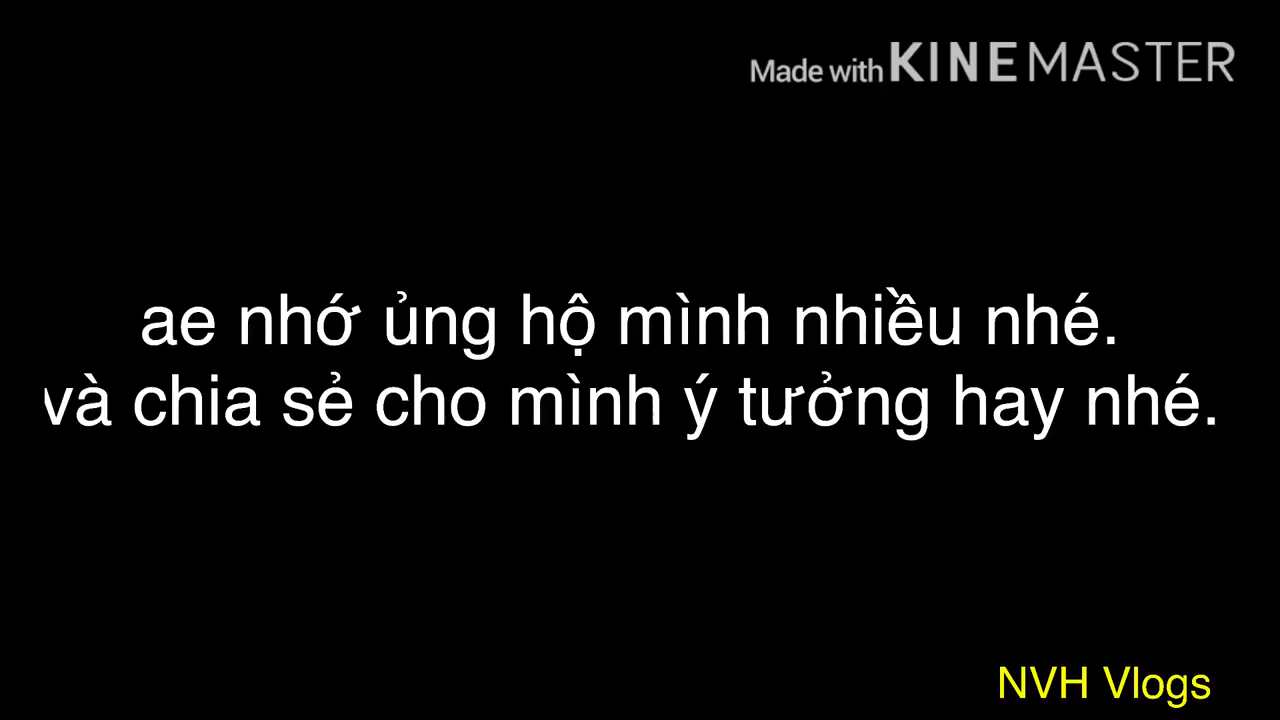 Made with KINEMASTER
ae nhớ ủng hộ mình nhiều nhé.
và chia sẻ cho mình ý tưởng hay nhé.
NVH Vlogs